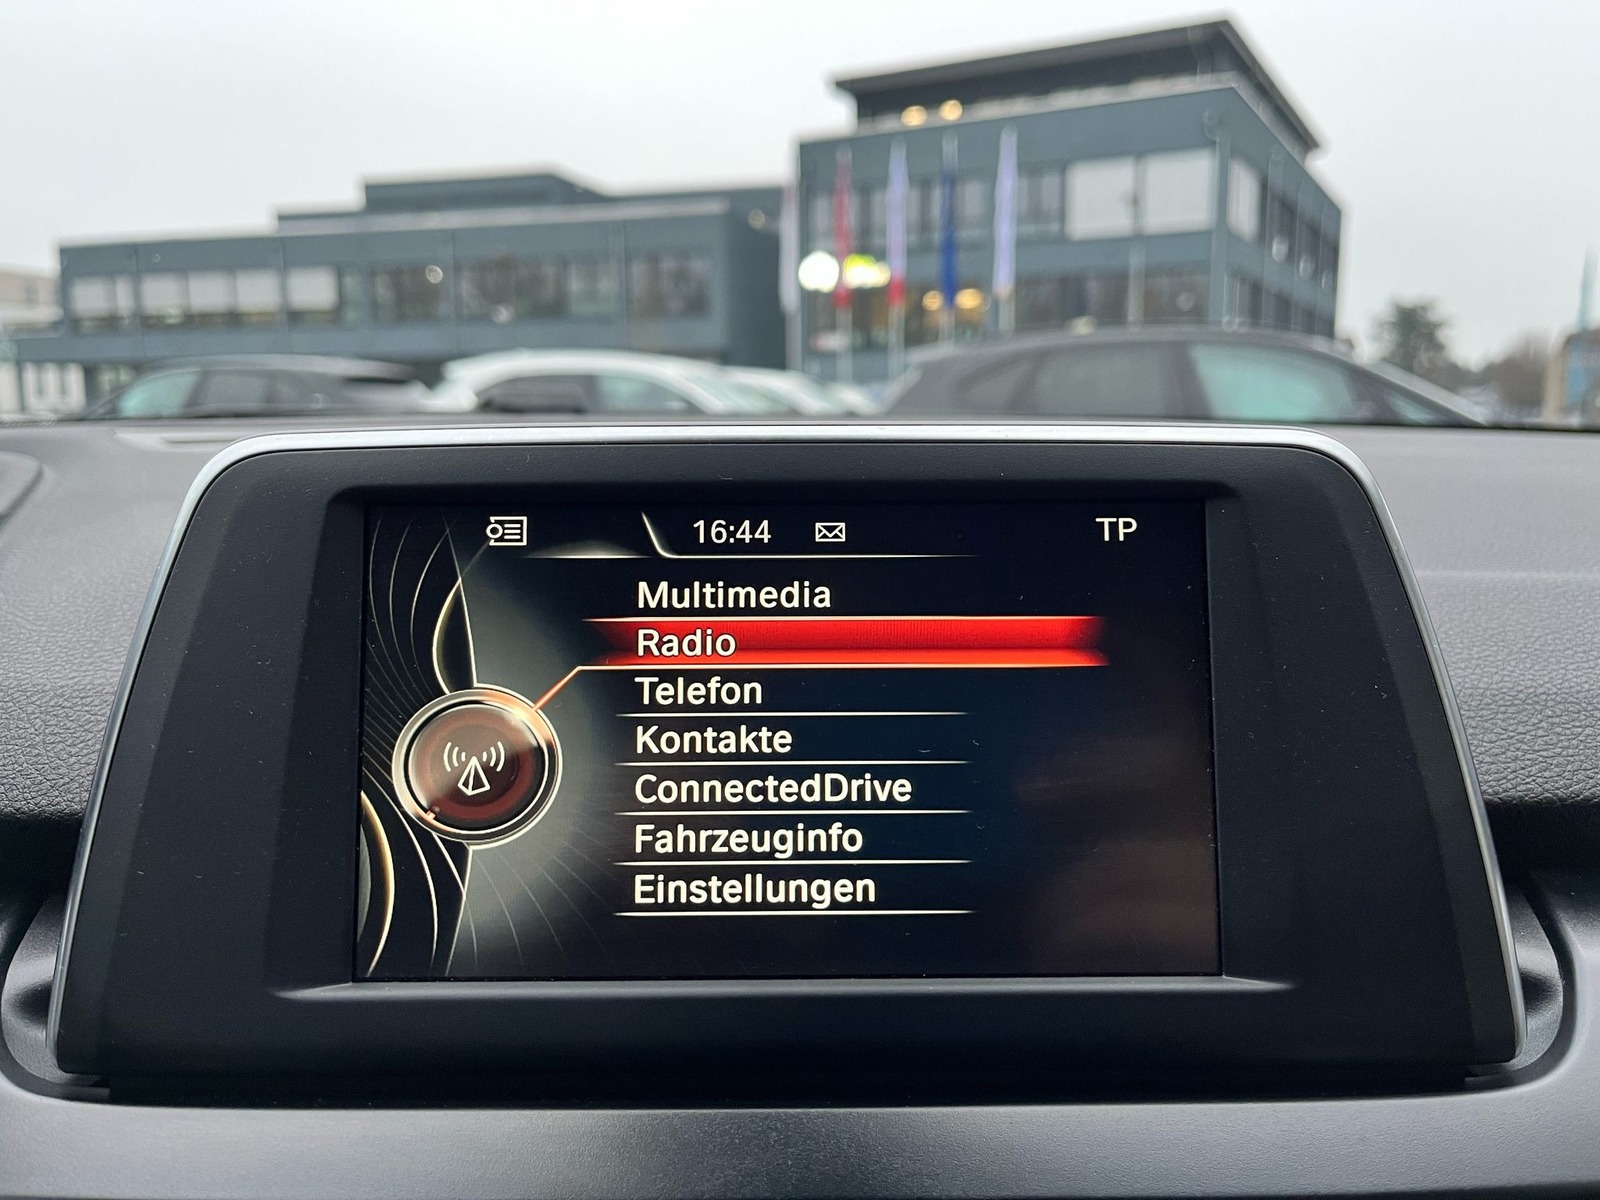 16:44
TP
Multimedia
Radio
Telefon
Kontakte
ConnectedDrive
Fahrzeuginfo
Einstellungen